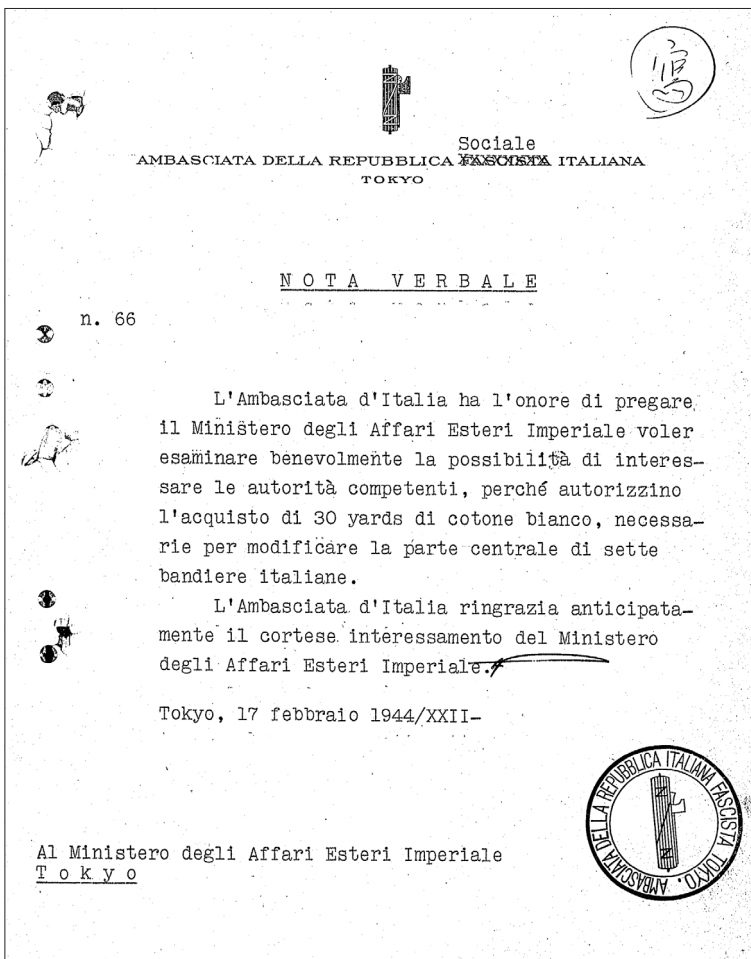 寫
Sociale
AMBASCIATA DELLA REPUBBLICA FASCISTA ITALIANA
TOKYO
NOTA VERBALE
n. 66
L'Ambasciata d'Italia ha l'onore di pregare
il Ministero degli Affari Esteri Imperiale voler
esaminare benevolmente la possibilità di interes-
sare le autorità competenti, perché autorizzino
l'acquisto di 30 yards di cotone bianco, necessa-
rie per modificare la parte centrale di sette
bandiere italiane.
L'Ambasciata d'Italia ringrazia anticipata-
mente il cortese interessamento del Ministero
degli Affari Esteri Imperiale.
Tokyo, 17 febbraio 1944/XXII-
AMBASCIATA DELLA REPUBBLICA ITALIANA FASCISTA TOKYO.
Al Ministero degli Affari Esteri Imperiale
Tokyo